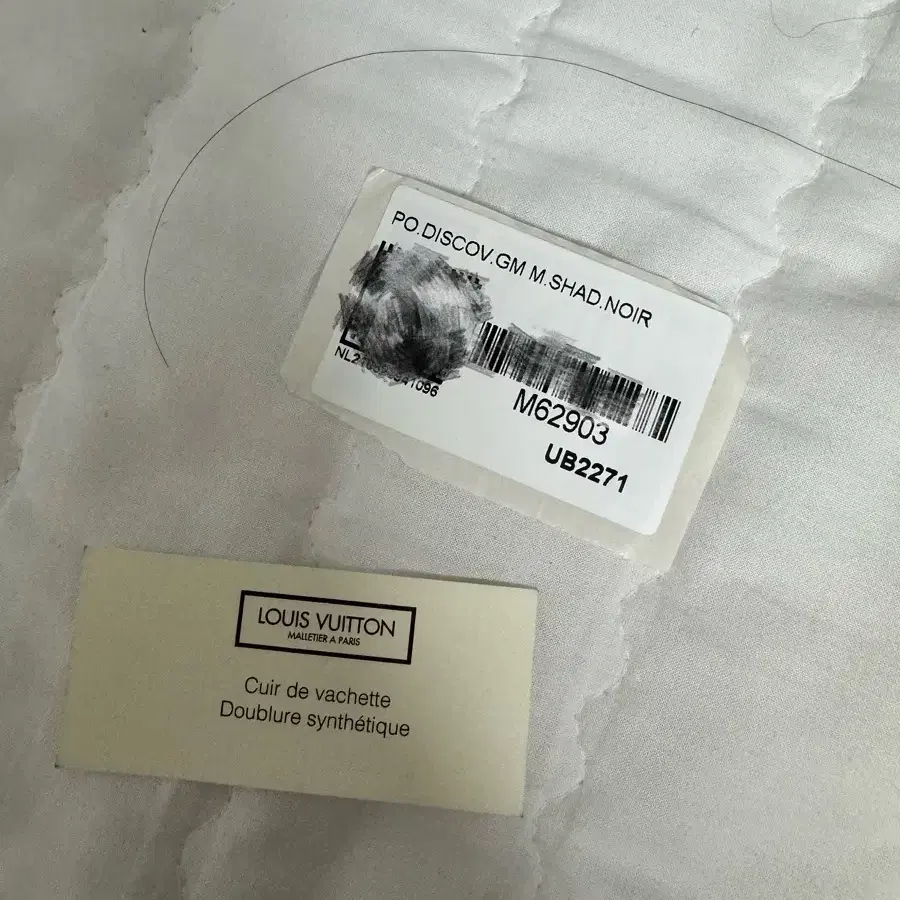 PO.DISCOV.GM M.SHAD.NOIR
M62903
UB2271
LOUIS VUITTON
MALLETIER A PARIS
Cuir de vachette
Doublure synthétique